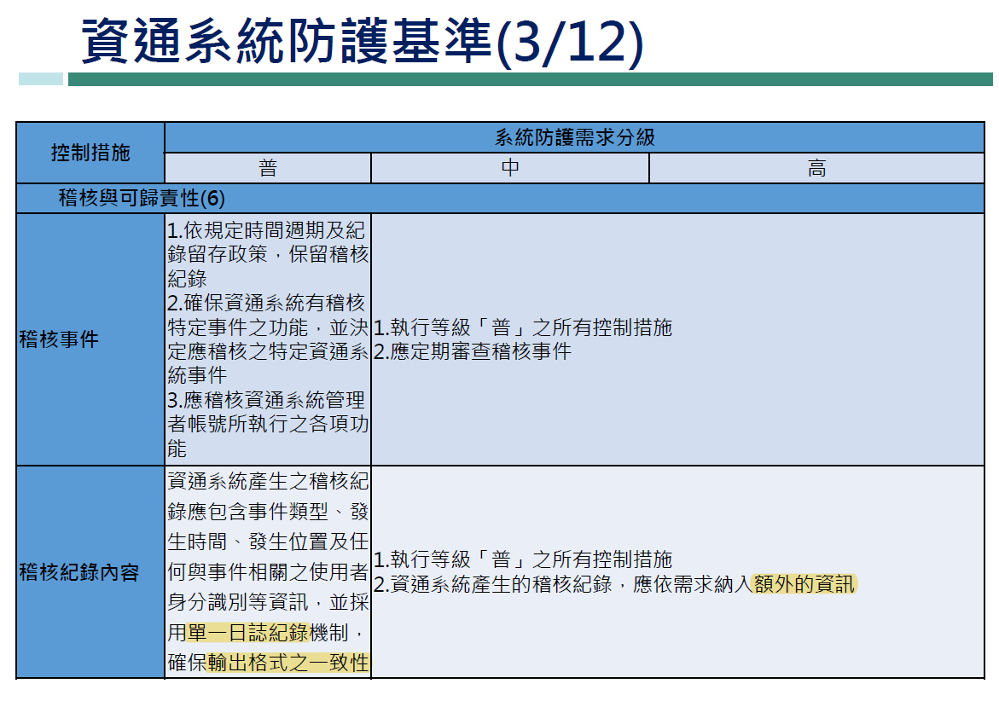 資通系統防護基準(3/12)
控制措施
系統防護需求分級
普
中
高
稽核與可歸責性(6)
稽核事件
1.依規定時間週期及紀
錄留存政策，保留稽核
紀錄
2.確保資通系統有稽核
特定事件之功能，並決
定應稽核之特定資通系
統事件
3.應稽核資通系統管理
者帳號所執行之各項功
能
1.執行等級「普」之所有控制措施
2.應定期審查稽核事件
稽核紀錄內容
資通系統產生之稽核紀
錄應包含事件類型、發
生時間、發生位置及任
何與事件相關之使用者
身分識別等資訊，並採
用單一日誌紀錄機制，
確保輸出格式之一致性
1.執行等級「普」之所有控制措施
2.資通系統產生的稽核紀錄，應依需求納入額外的資訊